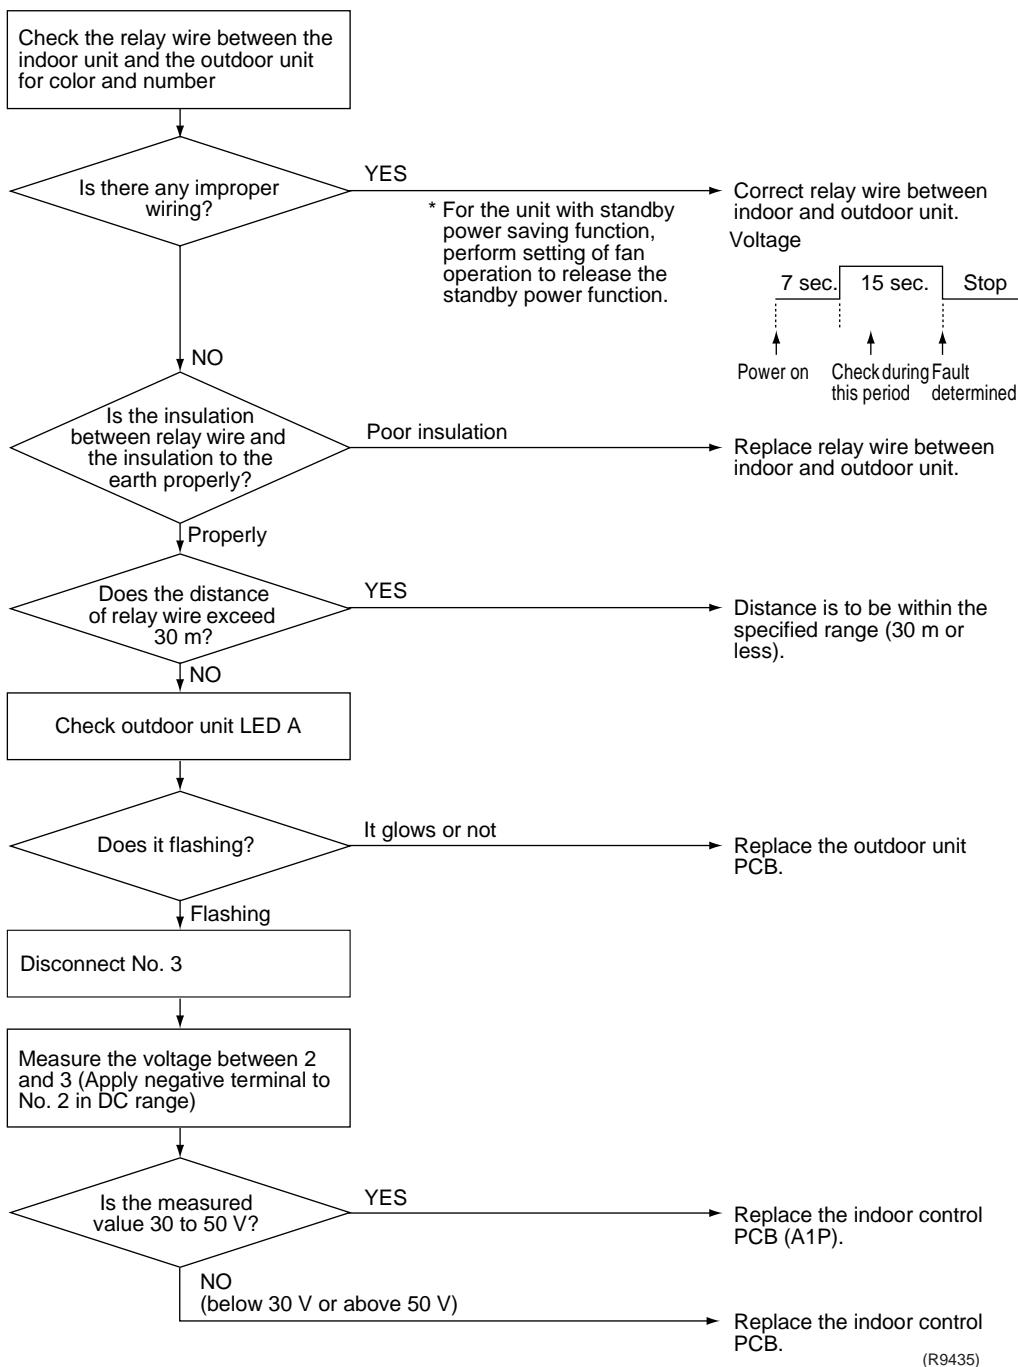 Check the relay wire between the
indoor unit and the outdoor unit
for color and number
Is there any improper
wiring?
YES
* For the unit with standby
power saving function,
perform setting of fan
operation to release the
standby power function.
Correct relay wire between
indoor and outdoor unit.
Voltage
7 sec. 15 sec. Stop
Power on Check during Fault
this period determined
NO
Is the insulation
between relay wire and
the insulation to the
earth properly?
Poor insulation
Replace relay wire between
indoor and outdoor unit.
Properly
Does the distance
of relay wire exceed
30 m?
YES
Distance is to be within the
specified range (30 m or
less).
NO
Check outdoor unit LED A
Does it flashing?
It glows or not
Replace the outdoor unit
PCB.
Flashing
Disconnect No. 3
Measure the voltage between 2
and 3 (Apply negative terminal to
No. 2 in DC range)
Is the measured
value 30 to 50 V?
YES
Replace the indoor control
PCB (A1P).
NO
(below 30 V or above 50 V)
Replace the indoor control
PCB.
(R9435)